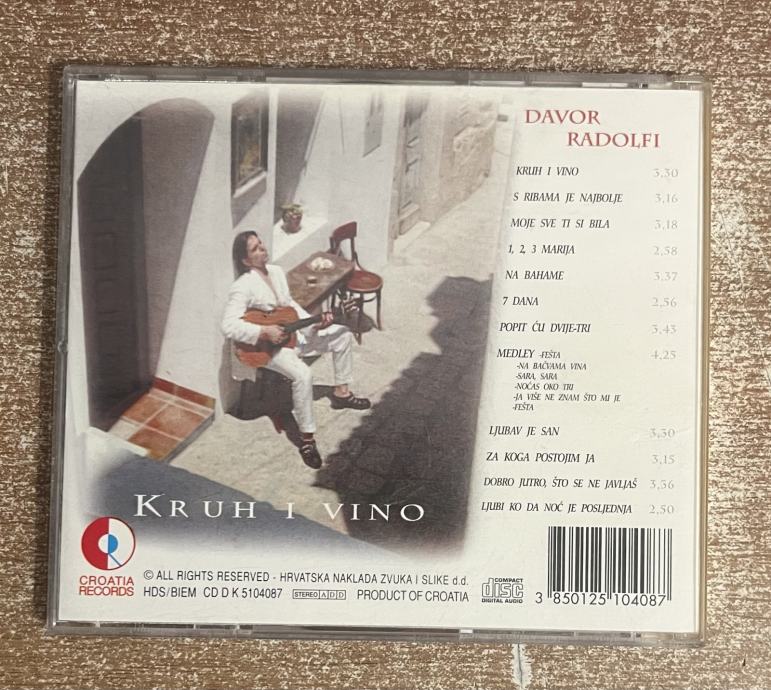 DAVOR
RADOLFI
KRUH I VINO 3,30
S RIBAMA JE NAJBOLJE 3,16
MOJE SVE TI SI BILA 3,18
1, 2, 3 MARIJA 2,58
NA BAHAME 3,37
7 DANA 2,56
POPIT ĆU DVIJE-TRI 3,43
MEDLEY -FEŠTA 4,25
-NA BAČVAMA VINA
-SARA, SARA
-NOĆAS OKO TRI
-JA VIŠE NE ZNAM ŠTO MI JE
-FEŠTA
LJUBAV JE SAN 3,30
ZA KOGA POSTOJIM JA 3,15
DOBRO JUTRO, ŠTO SE NE JAVLJAŠ 3,36
LJUBI KO DA NOĆ JE POSLJEDNJA 2,50
KRUH I VINO
CROATIA
RECORDS
© ALL RIGHTS RESERVED - HRVATSKA NAKLADA ZVUKA I SLIKE d.d.
HDS/BIEM CD D K 5104087 STEREO ADD PRODUCT OF CROATIA
COMPACT
disc
DIGITAL AUDIO
3 850125 104087